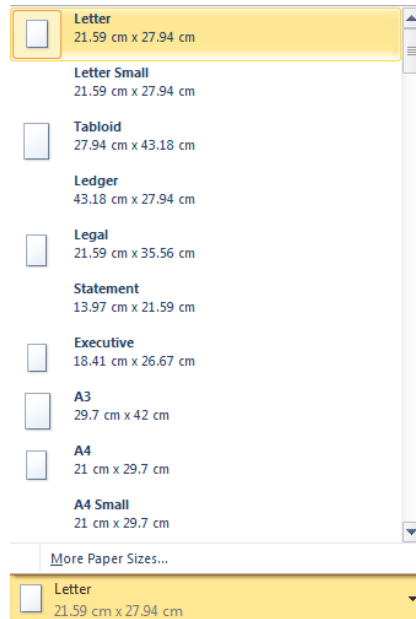 Letter
21.59 cm x 27.94 cm
Letter Small
21.59 cm x 27.94 cm
Tabloid
27.94 cm x 43.18 cm
Ledger
43.18 cm x 27.94 cm
Legal
21.59 cm x 35.56 cm
Statement
13.97 cm x 21.59 cm
Executive
18.41 cm x 26.67 cm
A3
29.7 cm x 42 cm
A4
21 cm x 29.7 cm
A4 Small
21 cm x 29.7 cm
More Paper Sizes...
Letter
21.59 cm x 27.94 cm